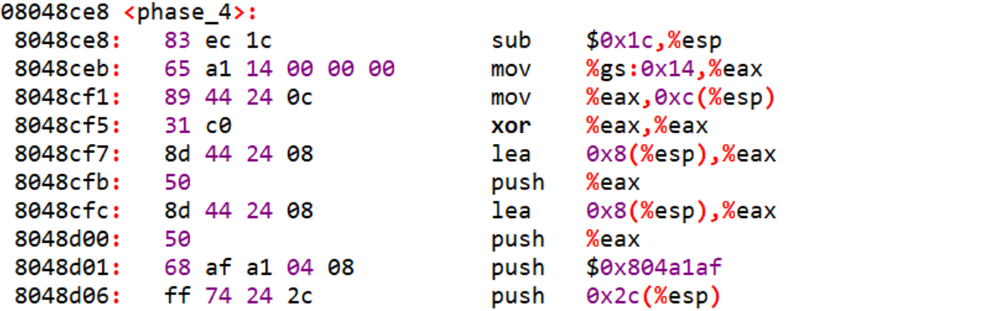 08048ce8 <phase_4>:
8048ce8: 83 ec 1c sub $0x1c,%esp
8048ceb: 65 a1 14 00 00 00 mov %gs:0x14,%eax
8048cf1: 89 44 24 0c mov %eax,0xc(%esp)
8048cf5: 31 c0 xor %eax,%eax
8048cf7: 8d 44 24 08 lea 0x8(%esp),%eax
8048cfb: 50 push %eax
8048cfc: 8d 44 24 08 lea 0x8(%esp),%eax
8048d00: 50 push %eax
8048d01: 68 af a1 04 08 push $0x804a1af
8048d06: ff 74 24 2c push 0x2c(%esp)